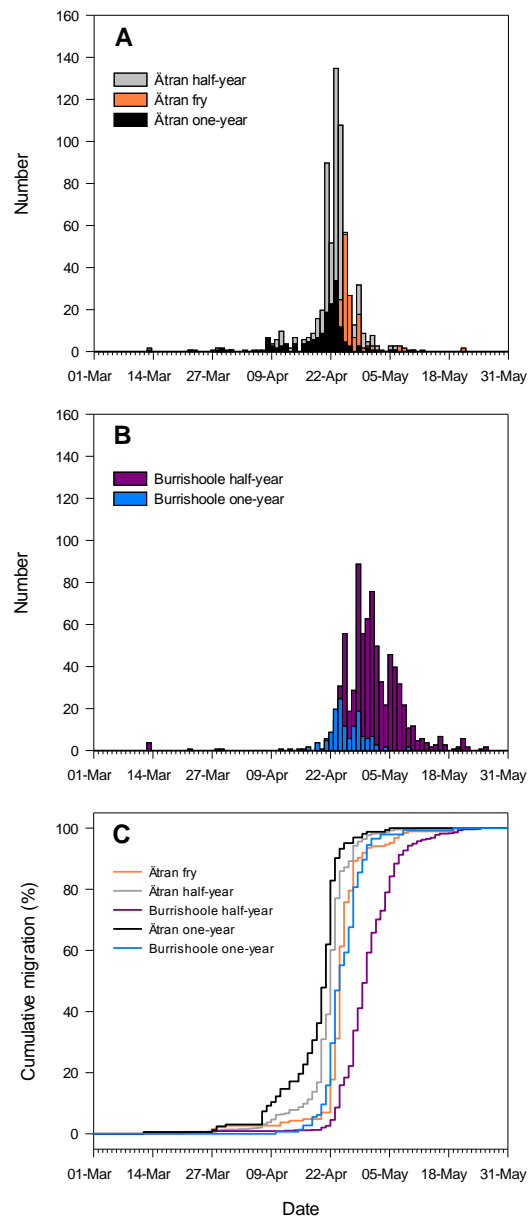 A
160
140
120
100
80
60
40
20
0
Number
Ätran half-year
Ätran fry
Ätran one-year
01-Mar 14-Mar 27-Mar 09-Apr 22-Apr 05-May 18-May 31-May
B
160
140
120
100
80
60
40
20
0
Number
Burrishoole half-year
Burrishoole one-year
01-Mar 14-Mar 27-Mar 09-Apr 22-Apr 05-May 18-May 31-May
C
100
80
60
40
20
0
Cumulative migration (%)
Ätran fry
Ätran half-year
Burrishoole half-year
Ätran one-year
Burrishoole one-year
01-Mar 14-Mar 27-Mar 09-Apr 22-Apr 05-May 18-May 31-May
Date